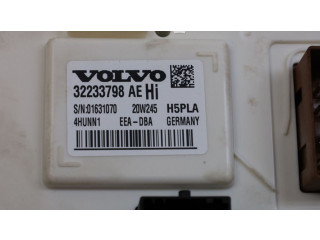 VOLVO
32233798 AE Hi
S/N:01631070 20W245 H5PLA
4HUNN1 EEA-D8A GERMANY